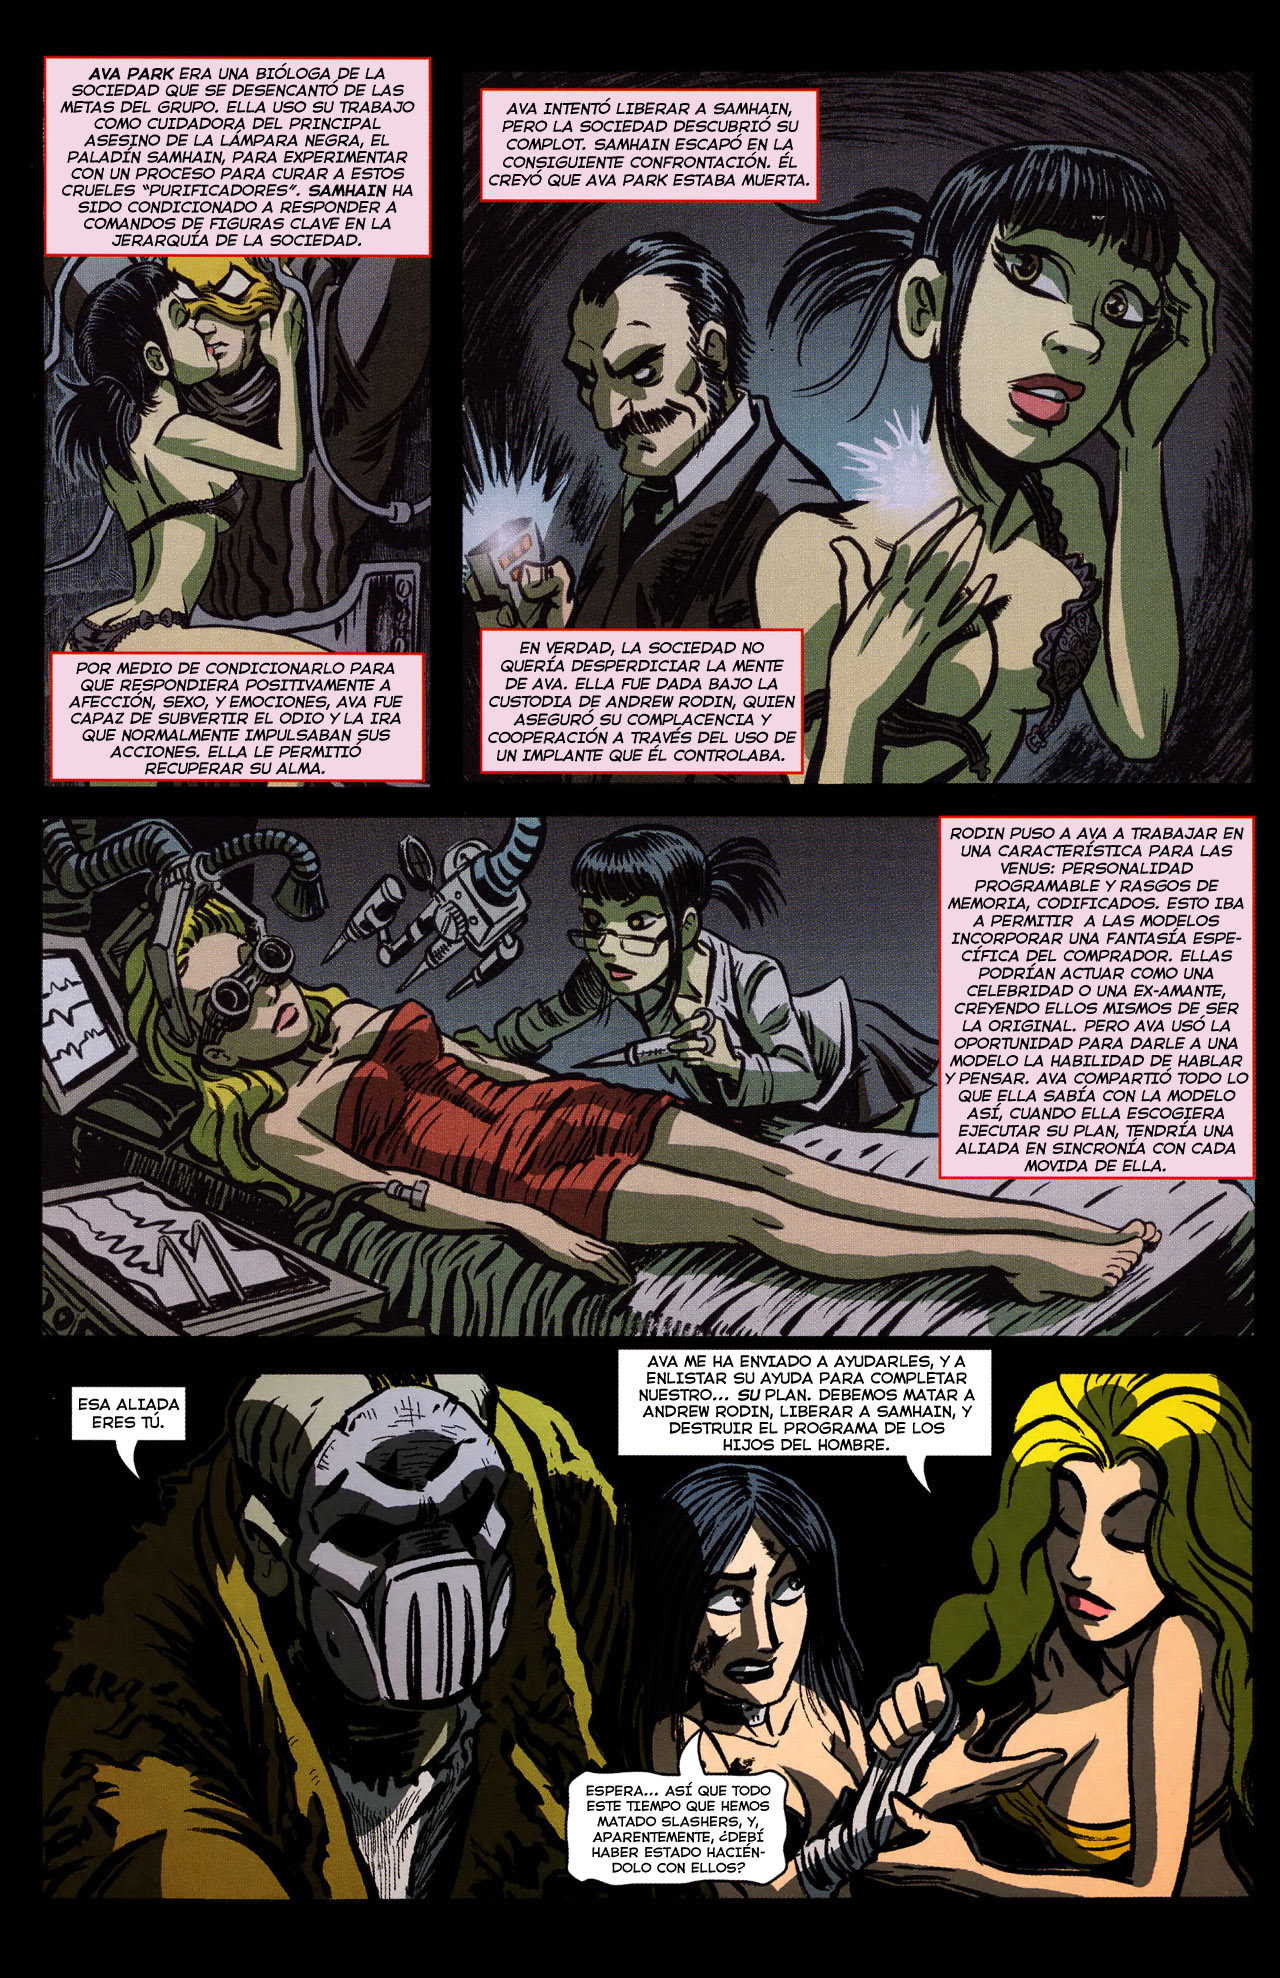 AVA PARK ERA UNA BIÓLOGA DE LA
SOCIEDAD QUE SE DESENCANTÓ DE LAS
METAS DEL GRUPO. ELLA USO SU TRABAJO
COMO CUIDADORA DEL PRINCIPAL
ASESINO DE LA LÁMPARA NEGRA, EL
PALADÍN SAMHAIN, PARA EXPERIMENTAR
CON UN PROCESO PARA CURAR A ESTOS
CRUELES "PURIFICADORES". SAMHAIN HA
SIDO CONDICIONADO A RESPONDER A
COMANDOS DE FIGURAS CLAVE EN LA
JERARQUÍA DE LA SOCIEDAD.
POR MEDIO DE CONDICIONARLO PARA
QUE RESPONDIERA POSITIVAMENTE A
AFECCIÓN, SEXO, Y EMOCIONES, AVA FUE
CAPAZ DE SUBVERTIR EL ODIO Y LA IRA
QUE NORMALMENTE IMPULSABAN SUS
ACCIONES. ELLA LE PERMITIÓ
RECUPERAR SU ALMA.
AVA INTENTÓ LIBERAR A SAMHAIN,
PERO LA SOCIEDAD DESCUBRIÓ SU
COMPLOT. SAMHAIN ESCAPÓ EN LA
CONSIGUIENTE CONFRONTACIÓN. ÉL
CREYÓ QUE AVA PARK ESTABA MUERTA.
EN VERDAD, LA SOCIEDAD NO
QUERÍA DESPERDICIAR LA MENTE
DE AVA. ELLA FUE DADA BAJO LA
CUSTODIA DE ANDREW RODIN, QUIEN
ASEGURÓ SU COMPLACENCIA Y
COOPERACIÓN A TRAVÉS DEL USO DE
UN IMPLANTE QUE ÉL CONTROLABA.
RODIN PUSO A AVA A TRABAJAR EN
UNA CARACTERÍSTICA PARA LAS
VENUS: PERSONALIDAD
PROGRAMABLE Y RASGOS DE
MEMORIA, CODIFICADOS. ESTO IBA
A PERMITIR A LAS MODELOS
INCORPORAR UNA FANTASÍA ESPE-
CÍFICA DEL COMPRADOR. ELLAS
PODRÍAN ACTUAR COMO UNA
CELEBRIDAD O UNA EX-AMANTE,
CREYENDO ELLOS MISMOS DE SER
LA ORIGINAL. PERO AVA USÓ LA
OPORTUNIDAD PARA DARLE A UNA
MODELO LA HABILIDAD DE HABLAR
Y PENSAR. AVA COMPARTIÓ TODO LO
QUE ELLA SABÍA CON LA MODELO
ASÍ, CUANDO ELLA ESCOGIERA
EJECUTAR SU PLAN, TENDRÍA UNA
ALIADA EN SINCRONÍA CON CADA
MOVIDA DE ELLA.
ESA ALIADA
ERES TÚ.
AVA ME HA ENVIADO A AYUDARLES, Y A
ENLISTAR SU AYUDA PARA COMPLETAR
NUESTRO... SU PLAN. DEBEMOS MATAR A
ANDREW RODIN, LIBERAR A SAMHAIN, Y
DESTRUIR EL PROGRAMA DE LOS
HIJOS DEL HOMBRE.
ESPERA... ASÍ QUE TODO
ESTE TIEMPO QUE HEMOS
MATADO SLASHERS, Y,
APARENTEMENTE, ¿DEBÍ
HABER ESTADO HACIÉN-
DOLO CON ELLOS?